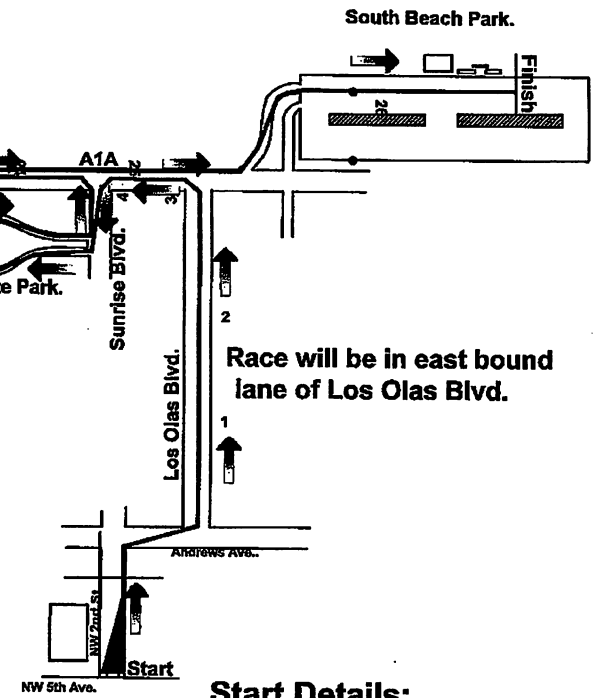 South Beach Park.
Finish
26
A1A
25
4
3
Sunrise Blvd.
te Park.
2
Race will be in east bound
lane of Los Olas Blvd.
Los Olas Blvd.
1
Andrews Ave..
NW 2nd St
Start
NW 5th Ave.
Start Details: